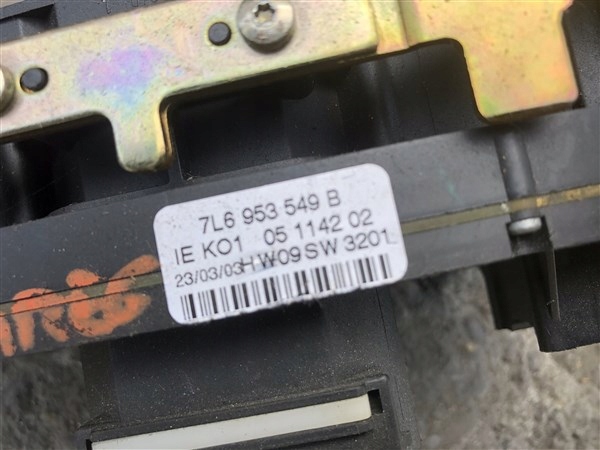 7L6 953 549 B
IE KO1 05 1142 02
23/03/03 HW09 SW 3201